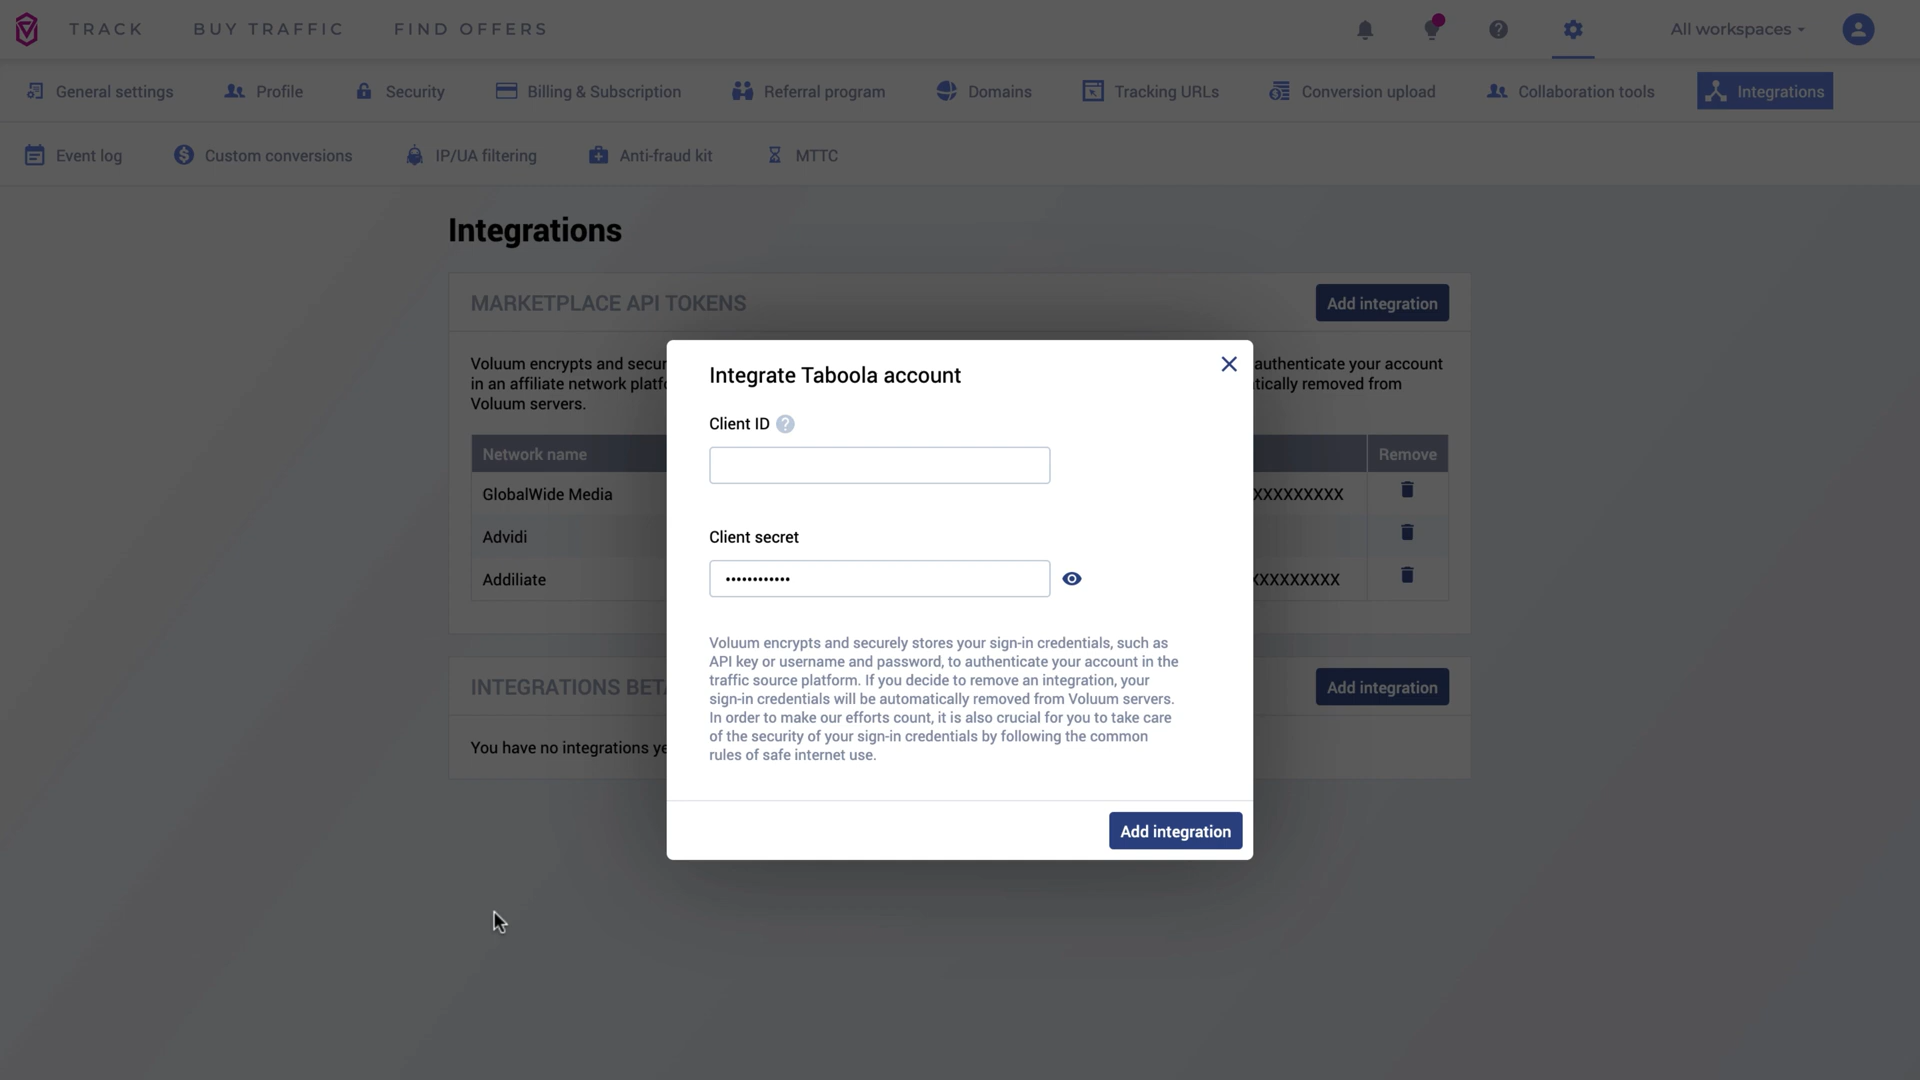 TRACK BUY TRAFFIC FIND OFFERS All workspaces
General settings Profile Security Billing & Subscription Referral program Domains Tracking URLs Conversion upload Collaboration tools Integrations
Event log Custom conversions IP/UA filtering Anti-fraud kit MTTC
Integrations
MARKETPLACE API TOKENS Add integration
Voluum encrypts and authenticate your account
in an affiliate network from
Voluum servers.
Network name Remove
GlobalWide Media XXXXXXXXX
Advidi
Addiliate XXXXXXXXX
INTEGRATIONS Add integration
You have no integrations
Integrate Taboola account
Client ID ?
Client secret
••••••••••••
Voluum encrypts and securely stores your sign-in credentials, such as
API key or username and password, to authenticate your account in the
traffic source platform. If you decide to remove an integration, your
sign-in credentials will be automatically removed from Voluum servers.
In order to make our efforts count, it is also crucial for you to take care
of the security of your sign-in credentials by following the common
rules of safe internet use.
Add integration